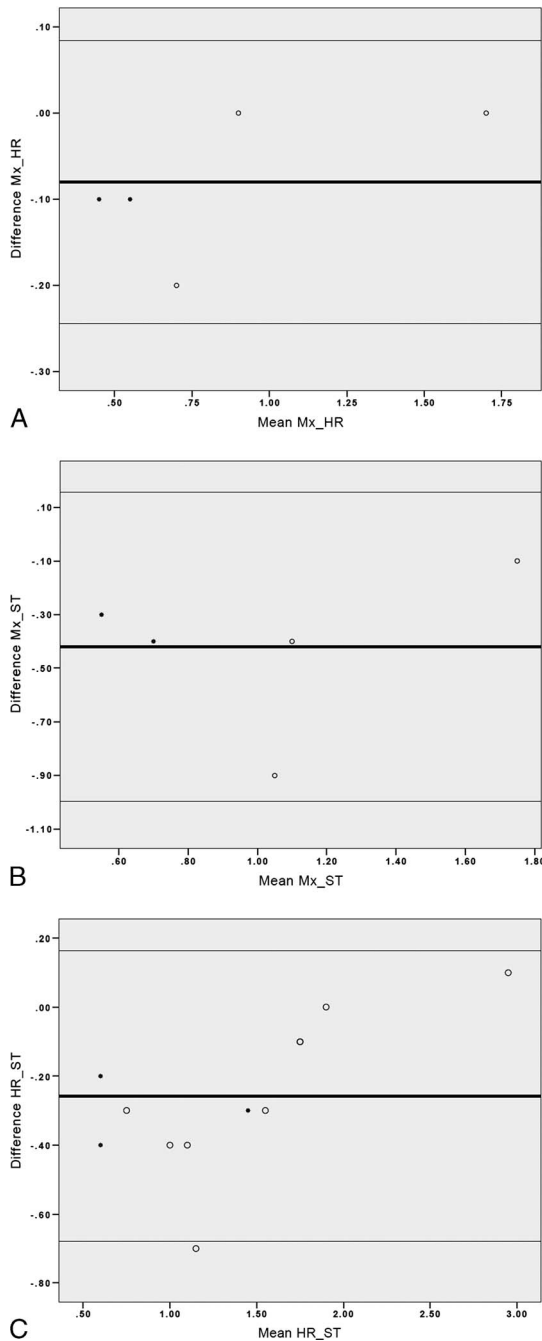 .10
.00
-.10
-.20
-.30
Difference Mx_HR
.50 .75 1.00 1.25 1.50 1.75
Mean Mx_HR
A
.10
-.10
-.30
-.50
-.70
-.90
-1.10
Difference Mx_ST
.60 .80 1.00 1.20 1.40 1.60 1.80
Mean Mx_ST
B
.20
.00
-.20
-.40
-.60
-.80
Difference HR_ST
.50 1.00 1.50 2.00 2.50 3.00
Mean HR_ST
C